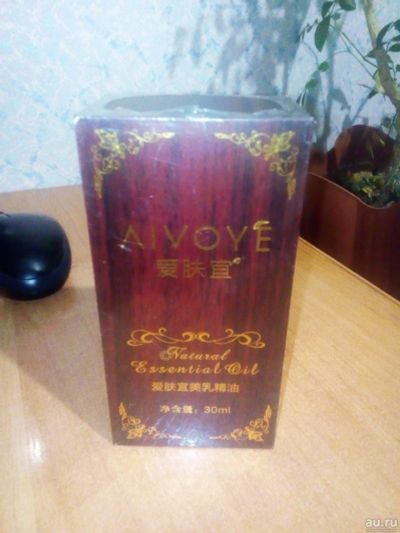 AIVOYE
爱肤宜
Natural
Essential Oil
爱肤宜美乳精油
净含量：30ml
au.ru